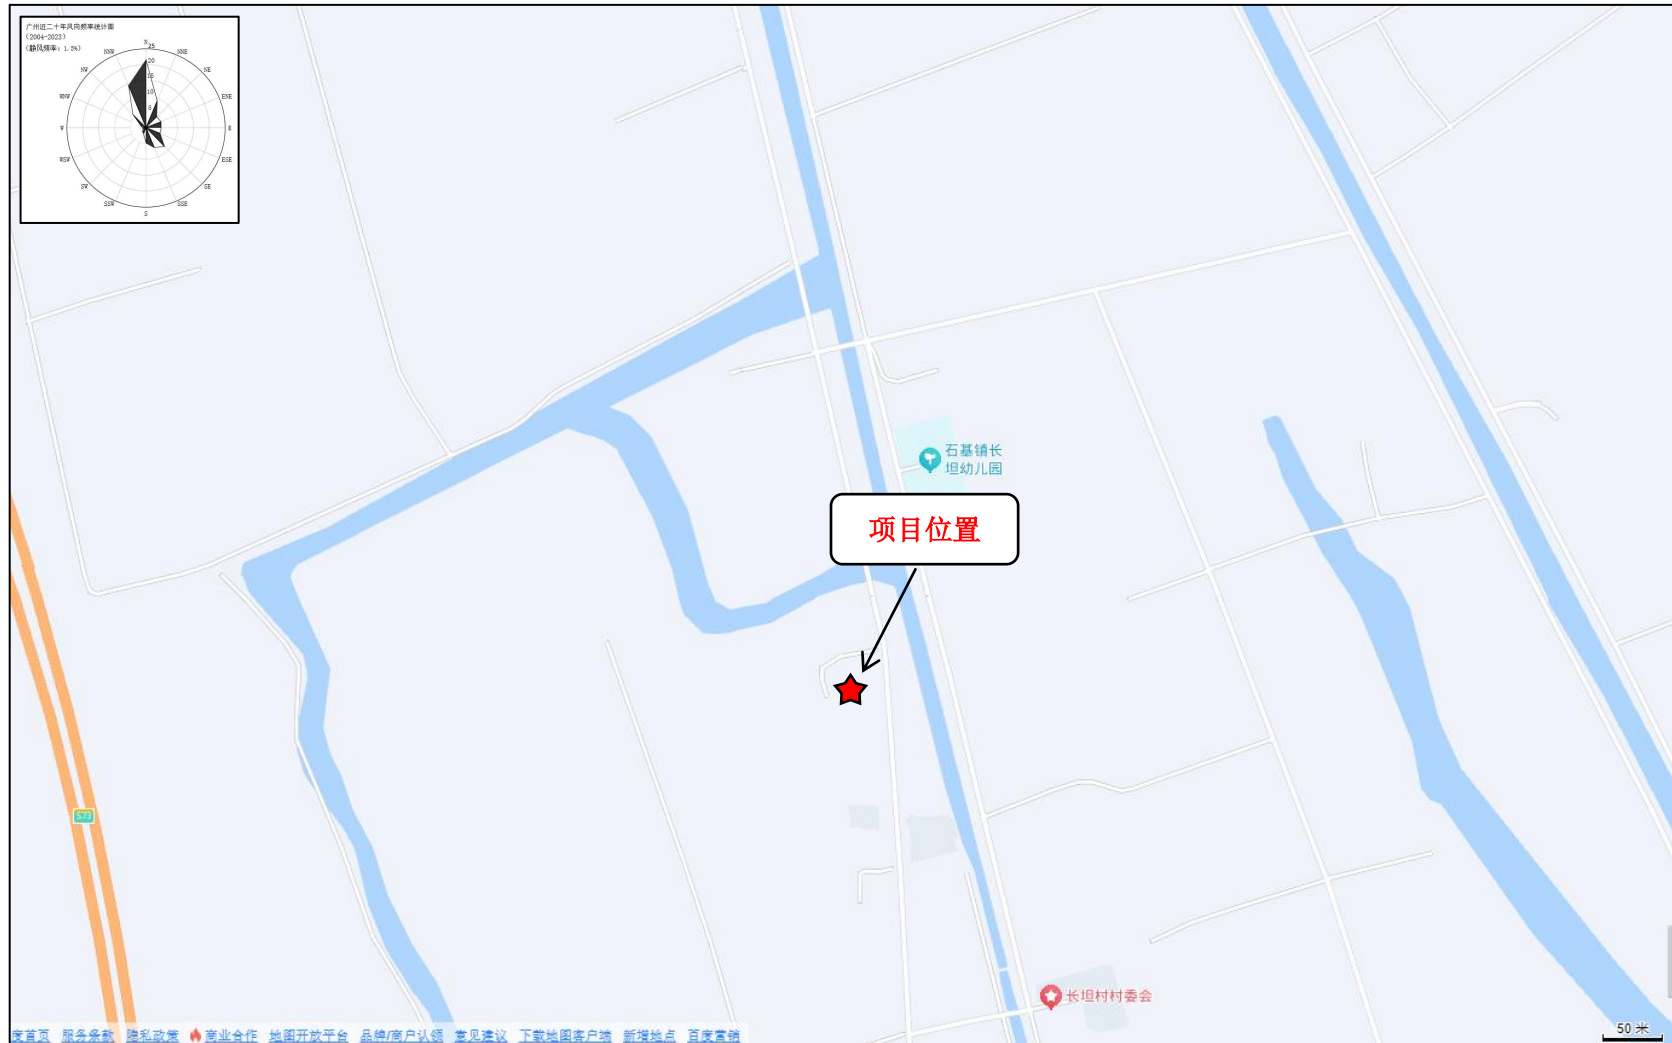 广州近二十年风向频率统计图
(2004-2023)
(静风频率: 1.3%)
N
25
20
15
10
5
NNW
NNE
NW
NE
WNW
ENE
W
E
WSW
ESE
SW
SE
SSW
SSE
S
石基镇长
坦幼儿园
项目位置
S73
长坦村村委会
度首页 服务条款 隐私政策 商业合作 地图开放平台 品牌/商户认领 意见建议 下载地图客户端 新增地点 百度营销
50 米